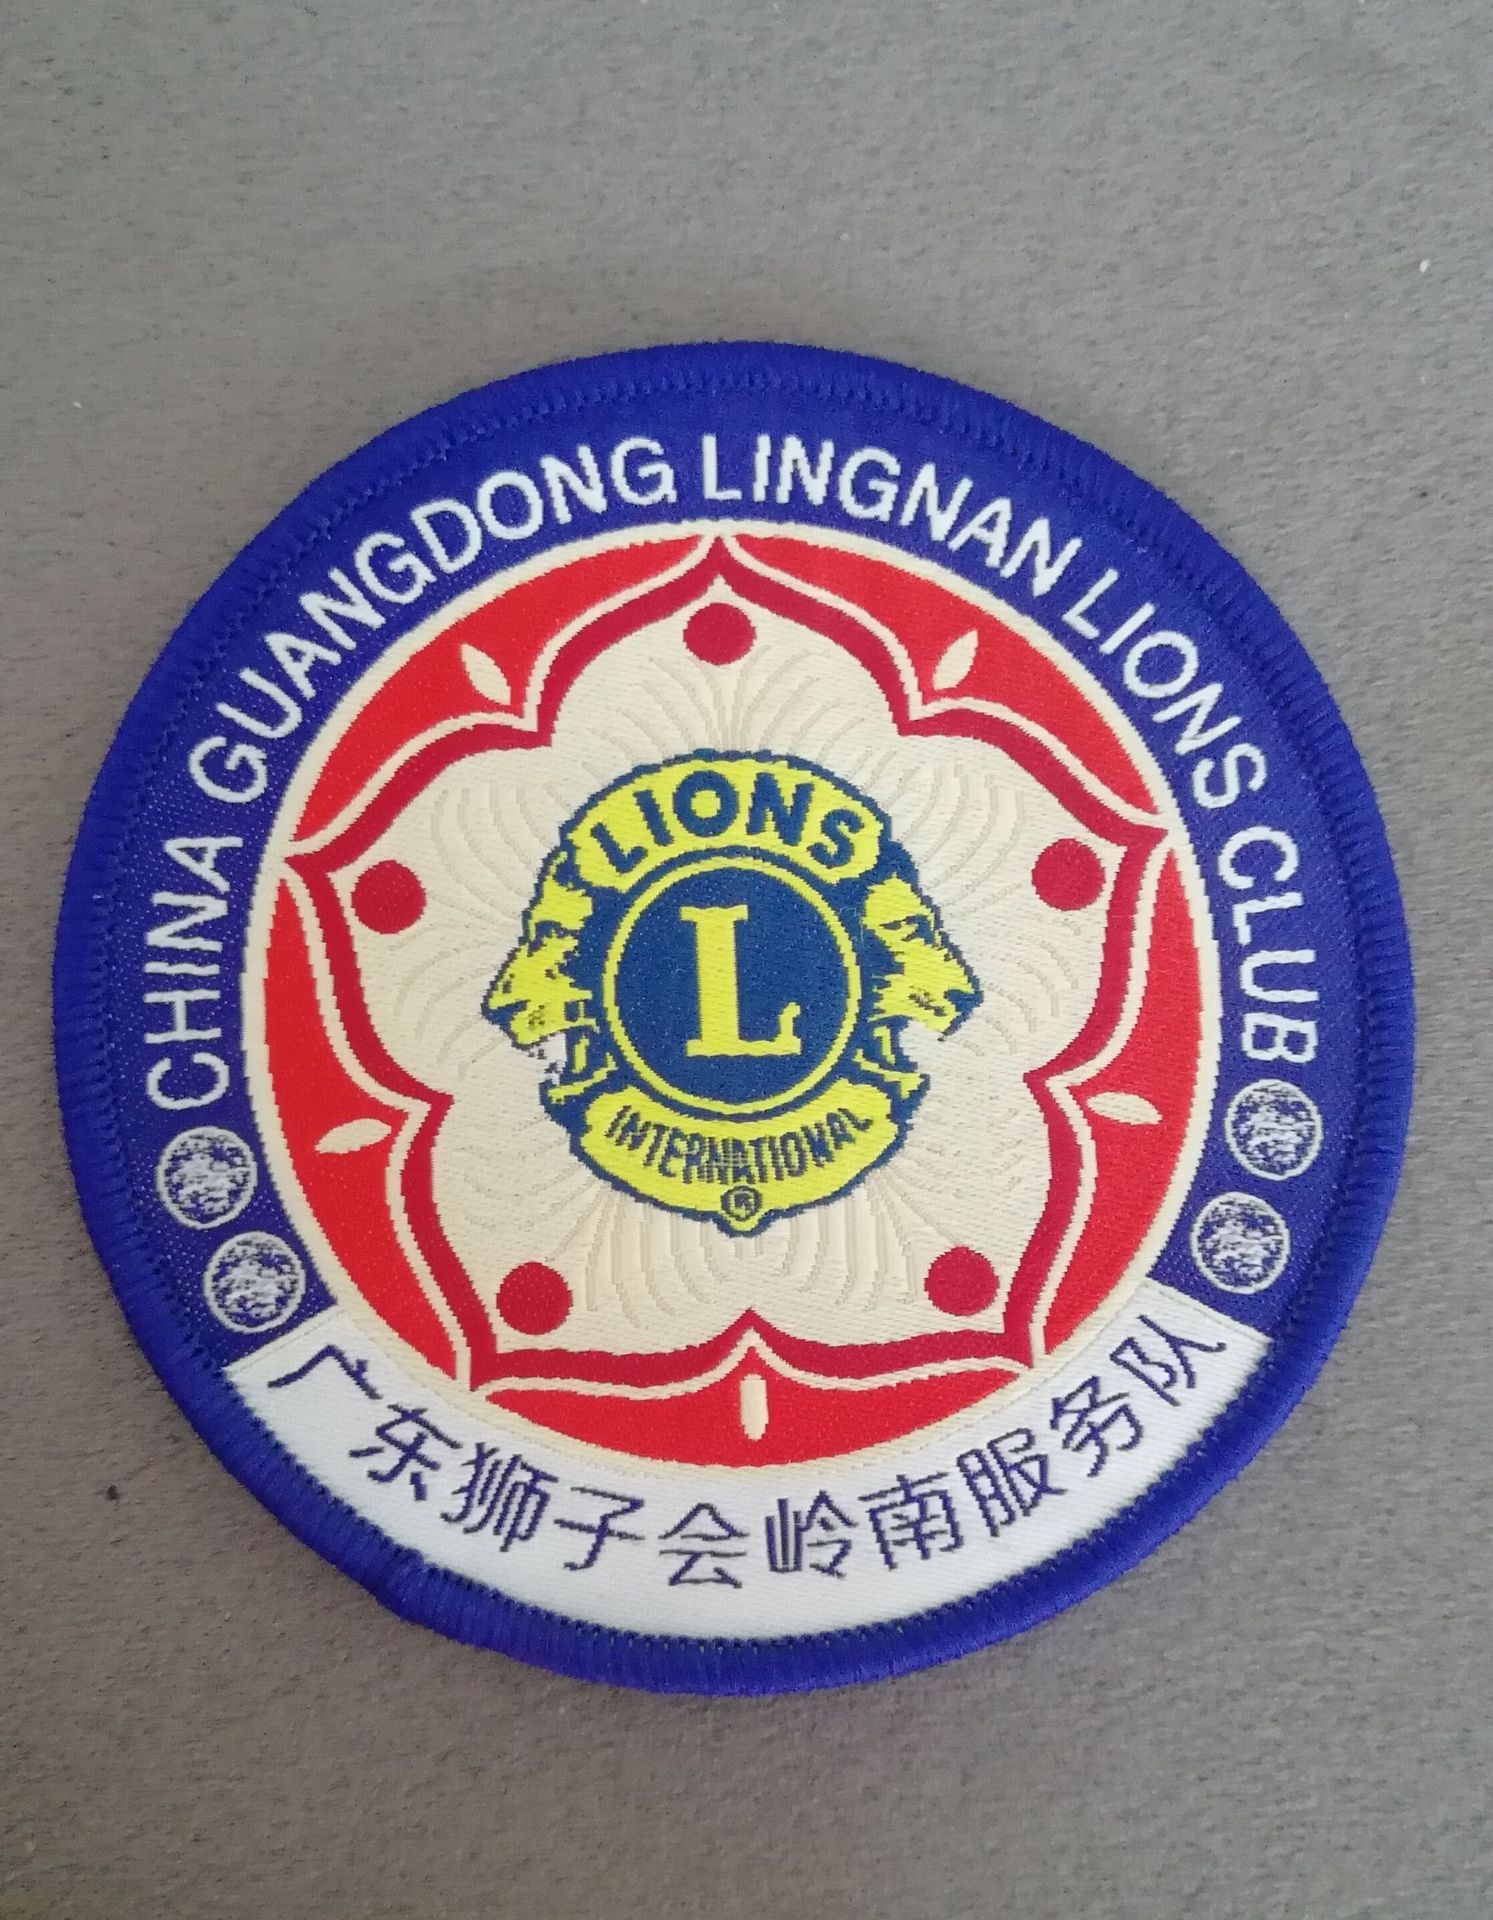 CHINA GUANGDONG LINGNAN LIONS CLUB
LIONS
L
INTERNATIONAL
®
广东狮子会岭南服务队